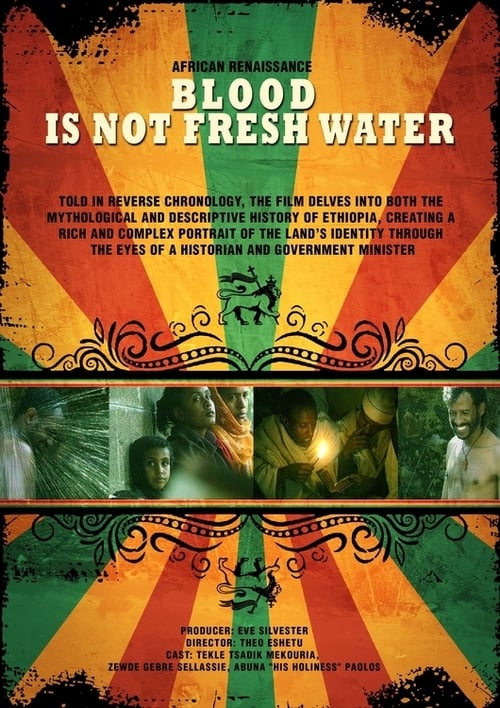 AFRICAN RENAISSANCE
BLOOD
IS NOT FRESH WATER
TOLD IN REVERSE CHRONOLOGY, THE FILM DELVES INTO BOTH THE
MYTHOLOGICAL AND DESCRIPTIVE HISTORY OF ETHIOPIA, CREATING A
RICH AND COMPLEX PORTRAIT OF THE LAND'S IDENTITY THROUGH
THE EYES OF A HISTORIAN AND GOVERNMENT MINISTER
PRODUCER: EVE SILVESTER
DIRECTOR: THEO ESHETU
CAST: TEKLE TSADIK MEKOURIA,
ZEWDE GEBRE SELLASSIE, ABUNA "HIS HOLINESS" PAOLOS